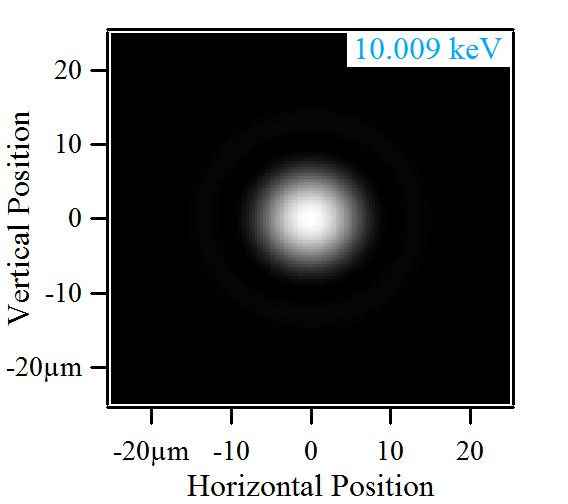 10.009 keV
20
10
0
-10
-20µm
Vertical Position
-20µm -10 0 10 20
Horizontal Position